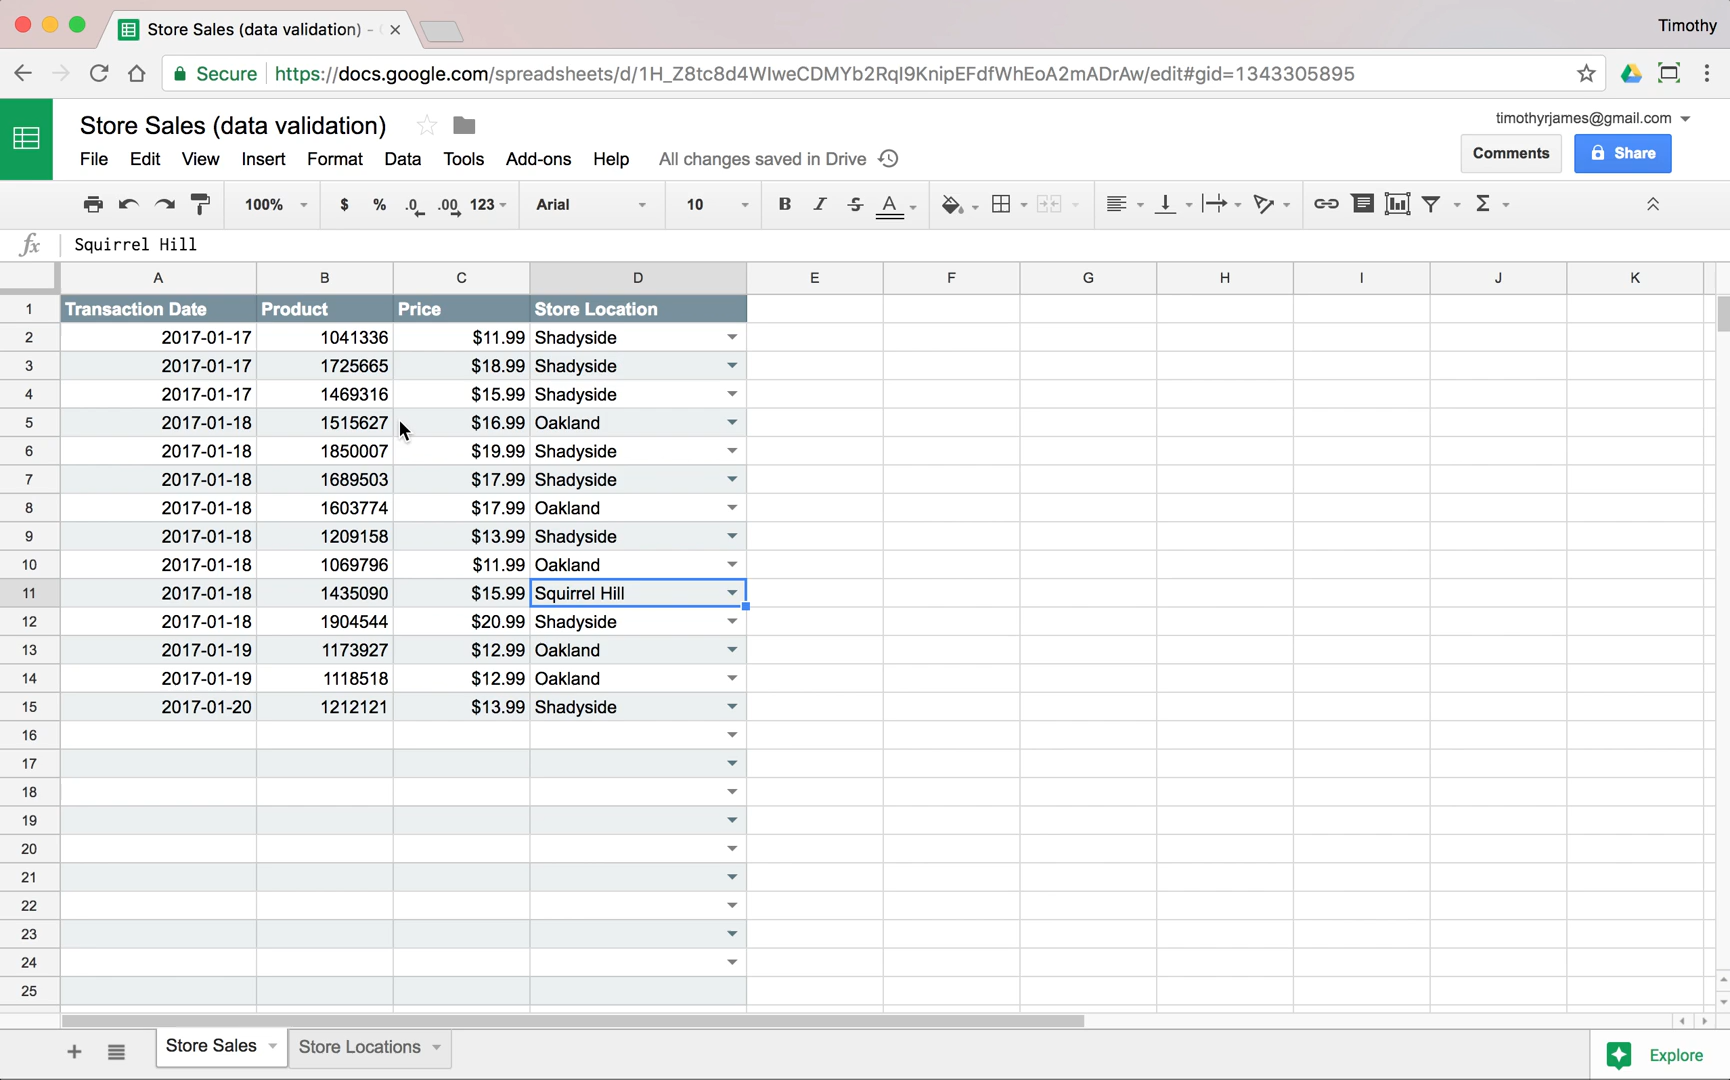 Store Sales (data validation) -
Timothy
Secure https://docs.google.com/spreadsheets/d/1H_Z8tc8d4WIweCDMYb2RqI9KnipEFdfWhEoA2mADrAw/edit#gid=1343305895
Store Sales (data validation)
timothyrjames@gmail.com
File Edit View Insert Format Data Tools Add-ons Help All changes saved in Drive
Comments Share
100% $ % .0 .00 123 Arial 10 B I S A Σ
fx Squirrel Hill
A B C D E F G H I J K
1 Transaction Date Product Price Store Location
2 2017-01-17 1041336 $11.99 Shadyside
3 2017-01-17 1725665 $18.99 Shadyside
4 2017-01-17 1469316 $15.99 Shadyside
5 2017-01-18 1515627 $16.99 Oakland
6 2017-01-18 1850007 $19.99 Shadyside
7 2017-01-18 1689503 $17.99 Shadyside
8 2017-01-18 1603774 $17.99 Oakland
9 2017-01-18 1209158 $13.99 Shadyside
10 2017-01-18 1069796 $11.99 Oakland
11 2017-01-18 1435090 $15.99 Squirrel Hill
12 2017-01-18 1904544 $20.99 Shadyside
13 2017-01-19 1173927 $12.99 Oakland
14 2017-01-19 1118518 $12.99 Oakland
15 2017-01-20 1212121 $13.99 Shadyside
16
17
18
19
20
21
22
23
24
25
Store Sales Store Locations Explore